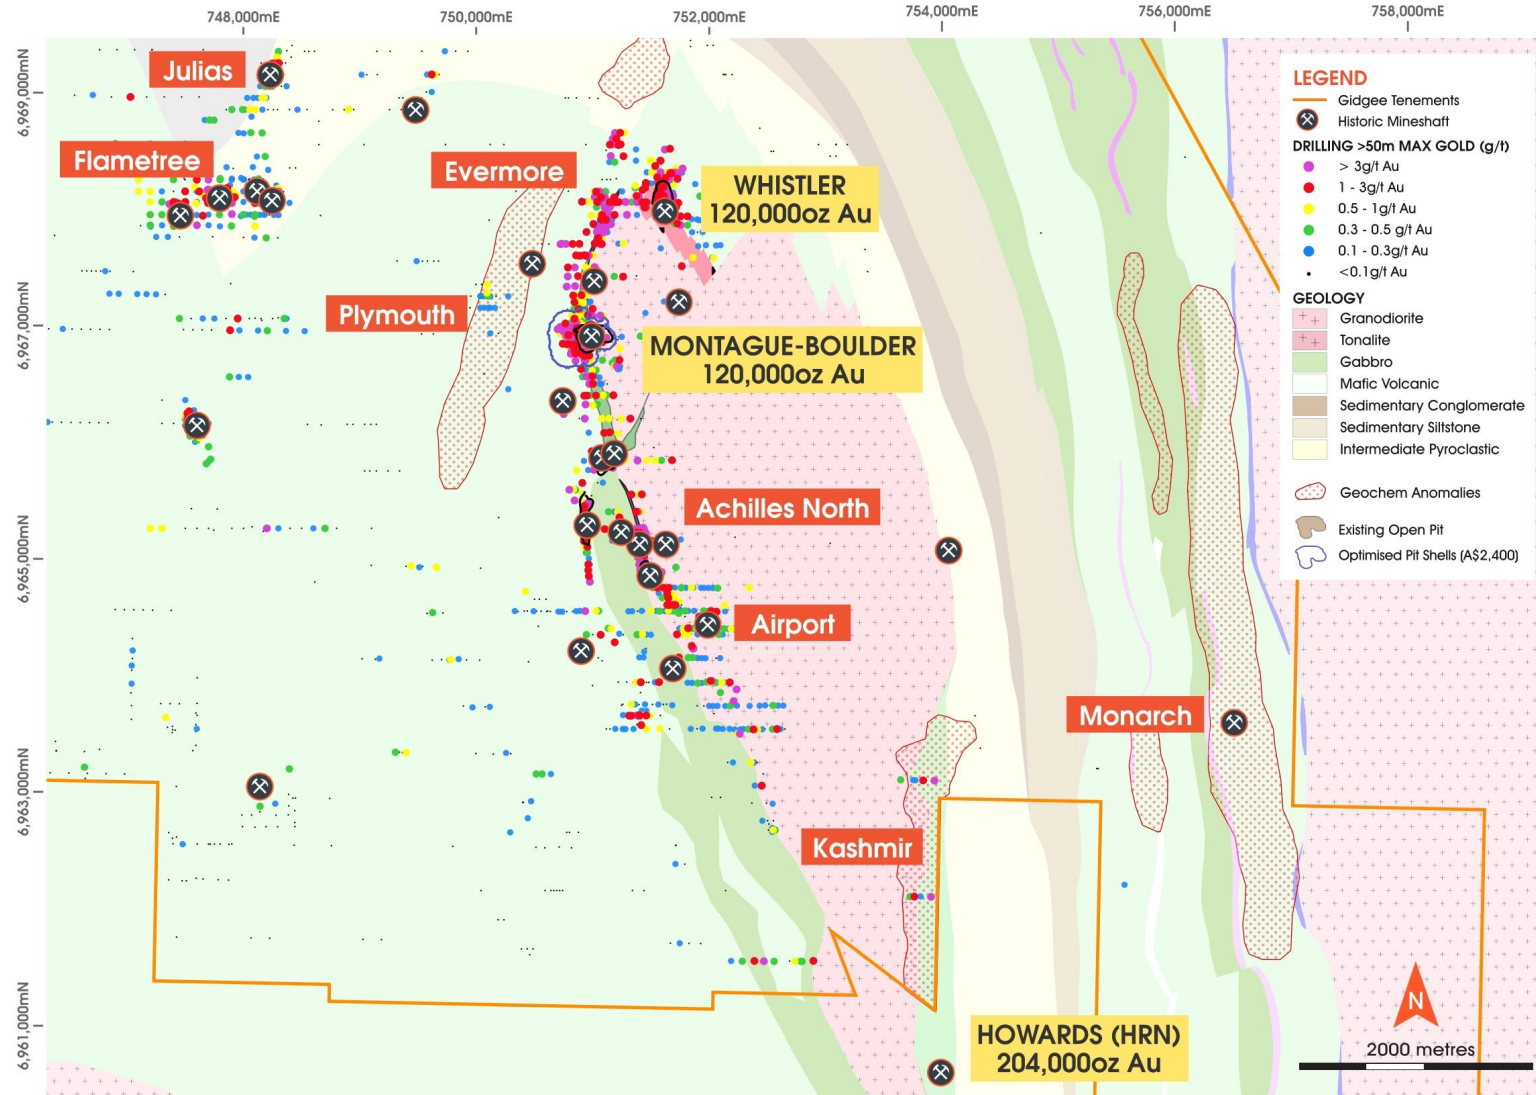 748,000mE
750,000mE
752,000mE
754,000mE
756,000mE
758,000mE
6,969,000mN
6,967,000mN
6,965,000mN
6,963,000mN
6,961,000mN
Julias
Flametree
Evermore
WHISTLER
120,000oz Au
Plymouth
MONTAGUE-BOULDER
120,000oz Au
Achilles North
Airport
Monarch
Kashmir
HOWARDS (HRN)
204,000oz Au
LEGEND
Gidgee Tenements
Historic Mineshaft
DRILLING >50m MAX GOLD (g/t)
> 3g/t Au
1 - 3g/t Au
0.5 - 1g/t Au
0.3 - 0.5 g/t Au
0.1 - 0.3g/t Au
<0.1g/t Au
GEOLOGY
Granodiorite
Tonalite
Gabbro
Mafic Volcanic
Sedimentary Conglomerate
Sedimentary Siltstone
Intermediate Pyroclastic
Geochem Anomalies
Existing Open Pit
Optimised Pit Shells (A$2,400)
N
2000 metres